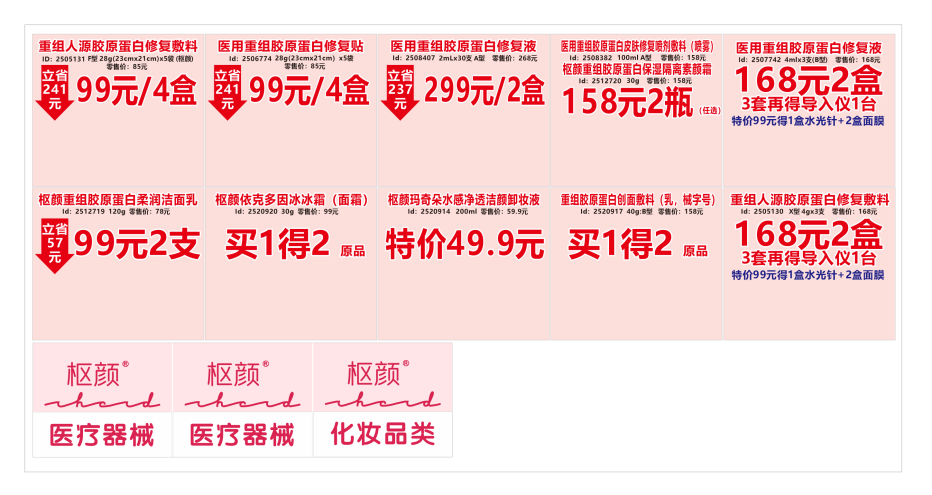 重组人源胶原蛋白修复敷料
ID: 2505131 F型 28g(23cmx21cm)x5袋 (枢颜)
零售价: 85元
立省
241
元
99元/4盒
医用重组胶原蛋白修复贴
Id: 2506774 28g(23cmx21cm) x5袋
零售价: 85元
立省
241
元
99元/4盒
医用重组胶原蛋白修复液
Id: 2508407 2mLx30支 A型 零售价: 268元
立省
237
元
299元/2盒
医用重组胶原蛋白皮肤修复喷剂敷料（喷雾）
Id: 2508382 100ml A型 零售价: 158元
枢颜重组胶原蛋白保湿隔离素颜霜
Id: 2512720 30g 零售价: 158元
158元2瓶（任选）
医用重组胶原蛋白修复液
Id: 2507742 4mlx3支(B型) 零售价: 168元
168元2盒
3套再得导入仪1台
特价99元得1盒水光针+2盒面膜
枢颜重组胶原蛋白柔润洁面乳
Id: 2512719 120g 零售价: 78元
立省
57
元
99元2支
枢颜依克多因冰冰霜（面霜）
Id: 2520920 30g 零售价: 99元
买1得2 原品
枢颜玛奇朵水感净透洁颜卸妆液
Id: 2520914 200ml 零售价: 59.9元
特价49.9元
重组胶原蛋白创面敷料（乳，械字号）
Id: 2520917 40g:B型 零售价: 158元
买1得2 原品
重组人源胶原蛋白修复敷料
Id: 2505130 X型 4gx3支 零售价: 168元
168元2盒
3套再得导入仪1台
特价99元得1盒水光针+2盒面膜
枢颜®
rhcrd
医疗器械
枢颜®
rhcrd
医疗器械
枢颜®
rhcrd
化妆品类